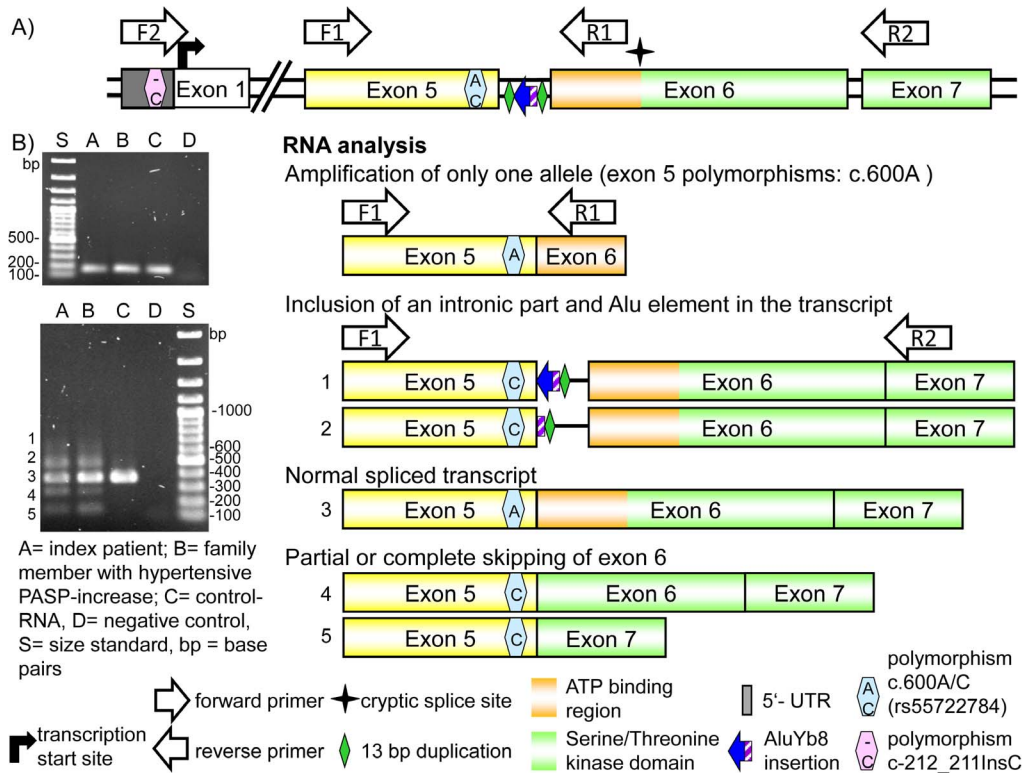 A)
F2
F1
R1
R2
-
C
Exon 1
Exon 5
A
C
Exon 6
Exon 7
B)
S A B C D
bp
500-
200-
100-
A B C D S
bp
-1000
-600
-500
-400
-300
-200
-100
1
2
3
4
5
A= index patient; B= family
member with hypertensive
PASP-increase; C= control-
RNA, D= negative control,
S= size standard, bp = base
pairs
RNA analysis
Amplification of only one allele (exon 5 polymorphisms: c.600A )
F1
R1
Exon 5 A Exon 6
Inclusion of an intronic part and Alu element in the transcript
F1
R2
1 Exon 5 C Exon 6 Exon 7
2 Exon 5 C Exon 6 Exon 7
Normal spliced transcript
3 Exon 5 A Exon 6 Exon 7
Partial or complete skipping of exon 6
4 Exon 5 C Exon 6 Exon 7
5 Exon 5 C Exon 7
transcription
start site
forward primer
reverse primer
cryptic splice site
13 bp duplication
ATP binding
region
Serine/Threonine
kinase domain
5‘- UTR
AluYb8
insertion
A
C
polymorphism
c.600A/C
(rs55722784)
-
C
polymorphism
c-212_211InsC